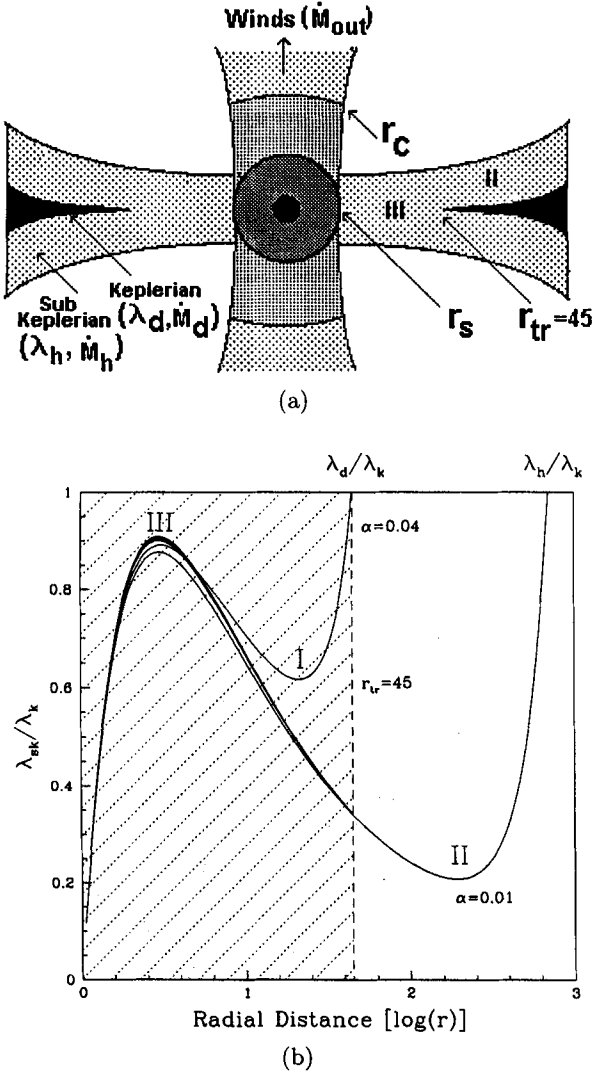 Winds (Ṁout)
rc
II
III
Sub Keplerian (λh, Ṁh)
Keplerian (λd, Ṁd)
rs
rtr=45
(a)
λd/λk
λh/λk
1
III
α=0.04
0.8
I
rtr=45
0.6
λsk/λk
0.4
II
0.2
α=0.01
0
0
1
2
3
Radial Distance [log(r)]
(b)